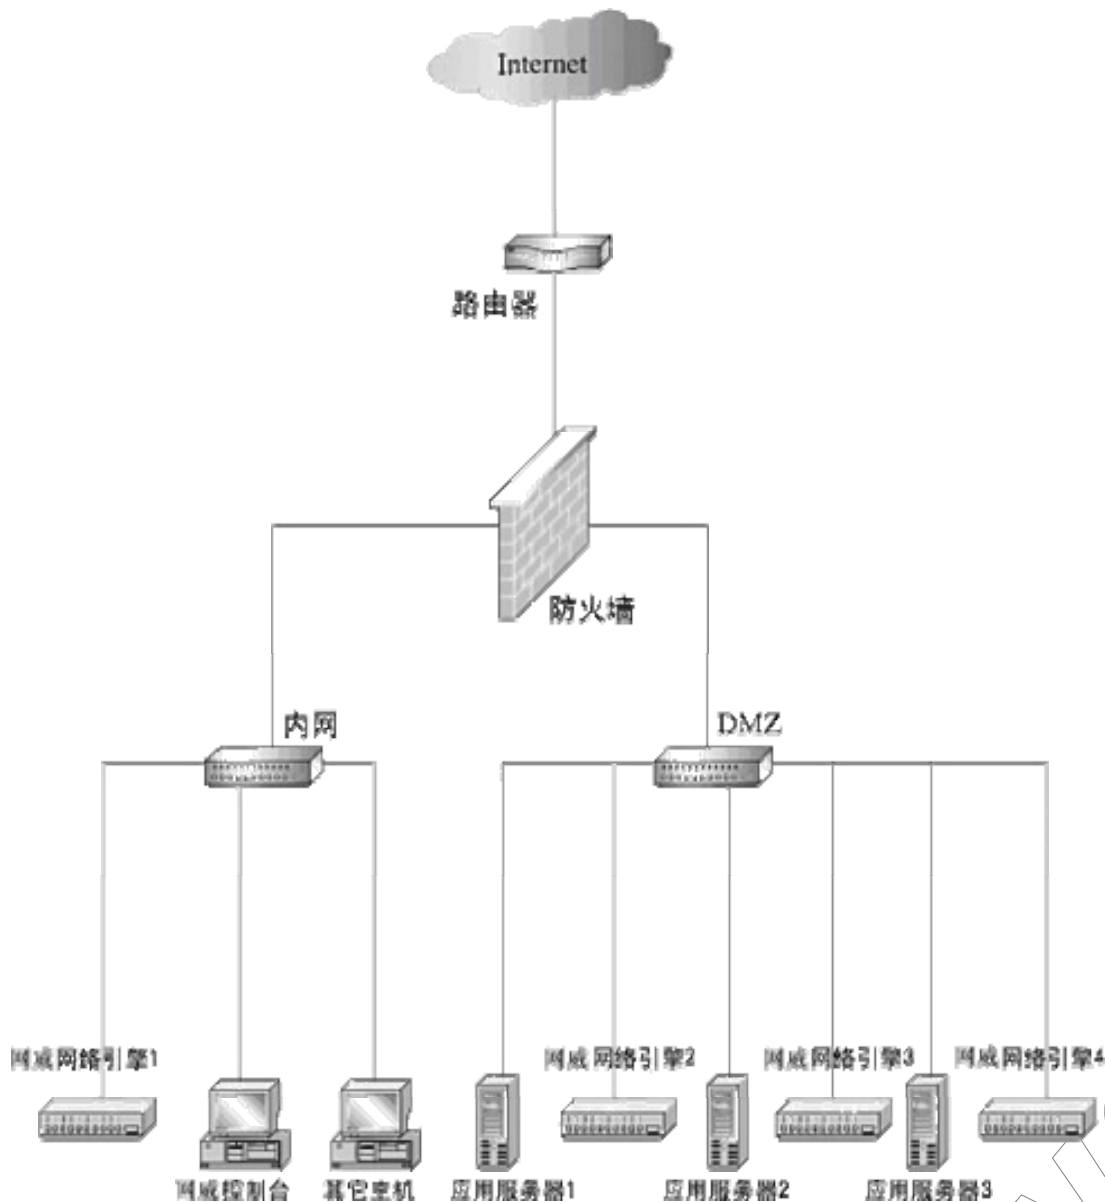 Internet
路由器
防火墙
内网
DMZ
网威网络引擎1
网威网络引擎2
网威网络引擎3
网威网络引擎4
网威控制台
其它主机
应用服务器1
应用服务器2
应用服务器3